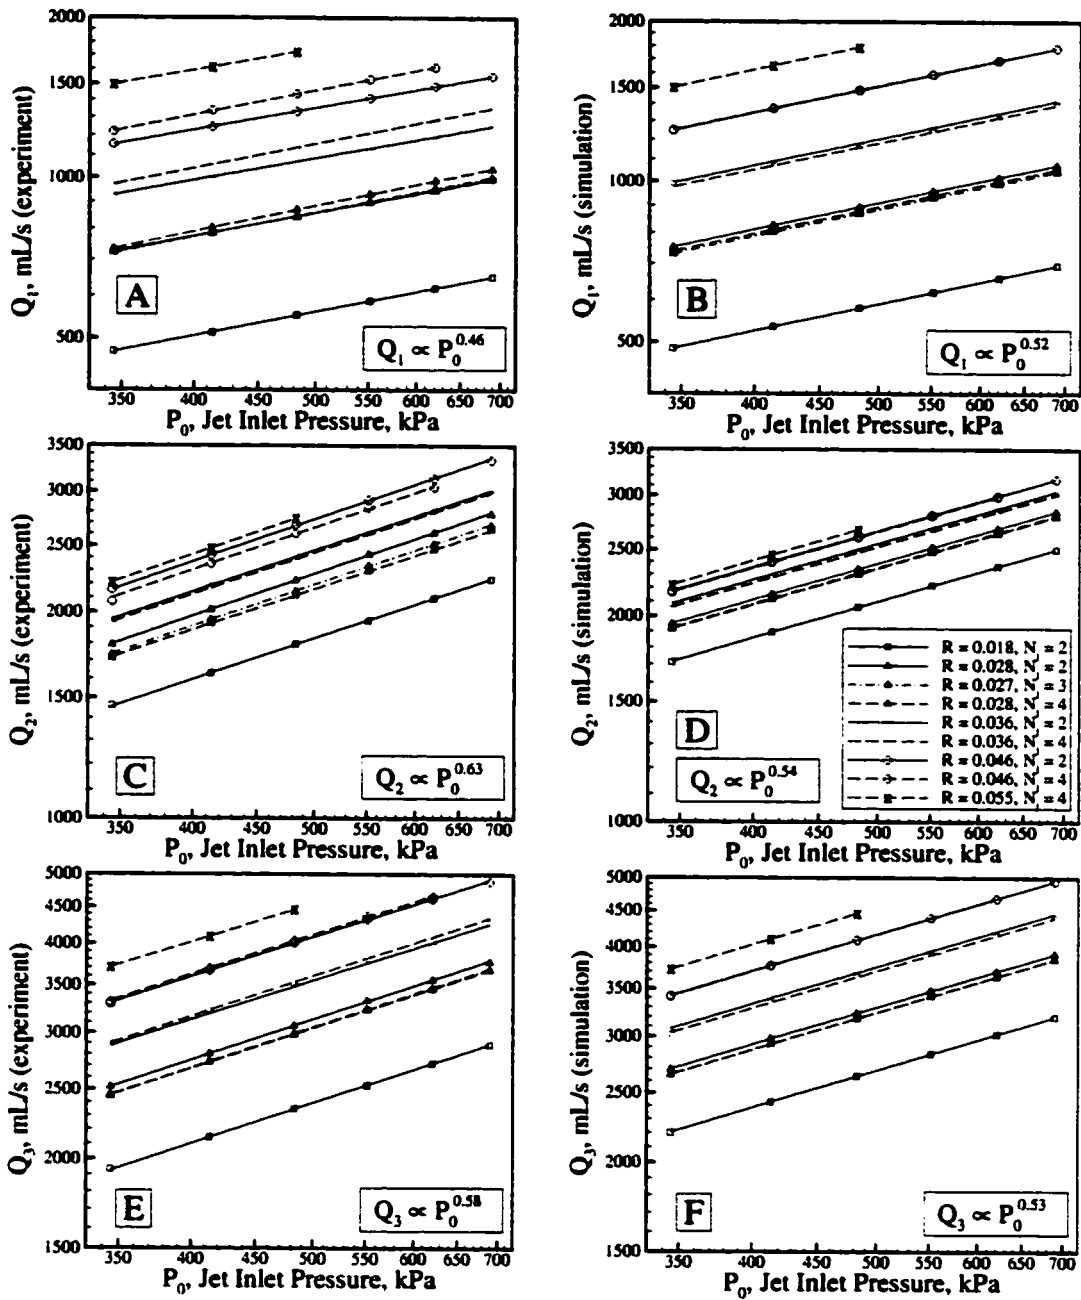 2000
1500
1000
500
Q1, mL/s (experiment)
A
Q1 ∝ P0^0.46
350 400 450 500 550 600 650 700
P0, Jet Inlet Pressure, kPa
2000
1500
1000
500
Q1, mL/s (simulation)
B
Q1 ∝ P0^0.52
350 400 450 500 550 600 650 700
P0, Jet Inlet Pressure, kPa
3500
3000
2500
2000
1500
1000
Q2, mL/s (experiment)
C
Q2 ∝ P0^0.63
350 400 450 500 550 600 650 700
P0, Jet Inlet Pressure, kPa
3500
3000
2500
2000
1500
1000
Q2, mL/s (simulation)
D
Q2 ∝ P0^0.54
R = 0.018, Nj = 2
R = 0.028, Nj = 2
R = 0.027, Nj = 3
R = 0.028, Nj = 4
R = 0.036, Nj = 2
R = 0.036, Nj = 4
R = 0.046, Nj = 2
R = 0.046, Nj = 4
R = 0.055, Nj = 4
350 400 450 500 550 600 650 700
P0, Jet Inlet Pressure, kPa
5000
4500
4000
3500
3000
2500
2000
1500
Q3, mL/s (experiment)
E
Q3 ∝ P0^0.58
350 400 450 500 550 600 650 700
P0, Jet Inlet Pressure, kPa
5000
4500
4000
3500
3000
2500
2000
1500
Q3, mL/s (simulation)
F
Q3 ∝ P0^0.53
350 400 450 500 550 600 650 700
P0, Jet Inlet Pressure, kPa